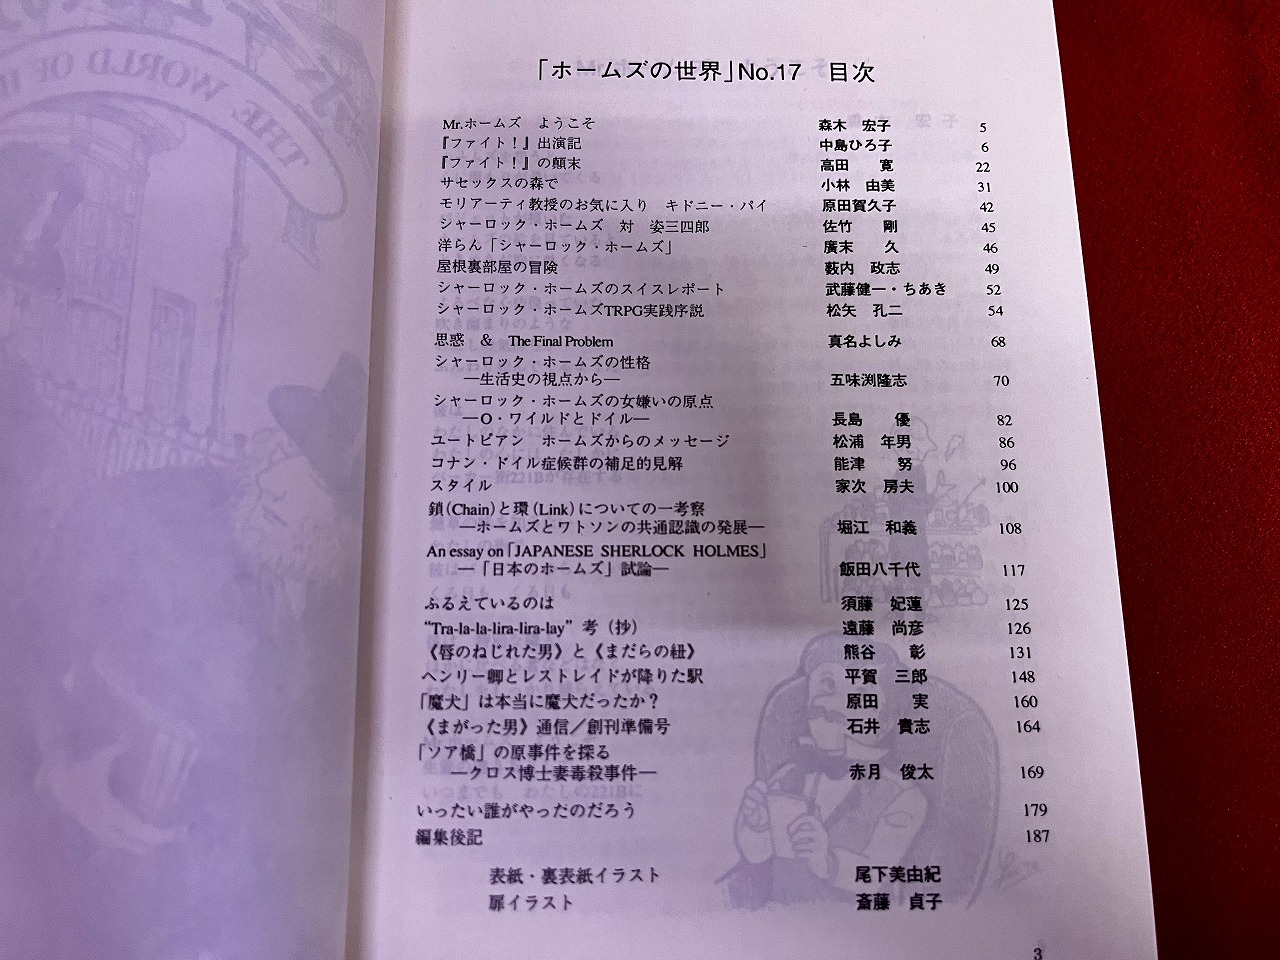 「ホームズの世界」No.17　目次
Mr.ホームズ　ようこそ　森木　宏子　5
『ファイト！』出演記　中島ひろ子　6
『ファイト！』の顛末　高田　寛　22
サセックスの森で　小林　由美　31
モリアーティ教授のお気に入り　キドニー・パイ　原田賀久子　42
シャーロック・ホームズ　対　姿三四郎　佐竹　剛　45
洋らん「シャーロック・ホームズ」　廣末　久　46
屋根裏部屋の冒険　薮内　政志　49
シャーロック・ホームズのスイスレポート　武藤健一・ちあき　52
シャーロック・ホームズTRPG実践序説　松矢　孔二　54
思惑　＆　The Final Problem　真名よしみ　68
シャーロック・ホームズの性格
―生活史の視点から―　五味渕隆志　70
シャーロック・ホームズの女嫌いの原点
―O・ワイルドとドイル―　長島　優　82
ユートピアン　ホームズからのメッセージ　松浦　年男　86
コナン・ドイル症候群の補足的見解　能津　努　96
スタイル　家次　房夫　100
鎖(Chain)と環(Link)についての一考察
―ホームズとワトソンの共通認識の発展―　堀江　和義　108
An essay on「JAPANESE SHERLOCK HOLMES」
―「日本のホームズ」試論―　飯田八千代　117
ふるえているのは　須藤　妃蓮　125
“Tra-la-la-lira-lira-lay” 考（抄）　遠藤　尚彦　126
《唇のねじれた男》と《まだらの紐》　熊谷　彰　131
ヘンリー卿とレストレイドが降りた駅　平賀　三郎　148
「魔犬」は本当に魔犬だったか？　原田　実　160
《まがった男》通信／創刊準備号　石井　貴志　164
「ソア橋」の原事件を探る
―クロス博士妻毒殺事件―　赤月　俊太　169
いったい誰がやったのだろう　179
編集後記　187
表紙・裏表紙イラスト　尾下美由紀
扉イラスト　斎藤　貞子
3